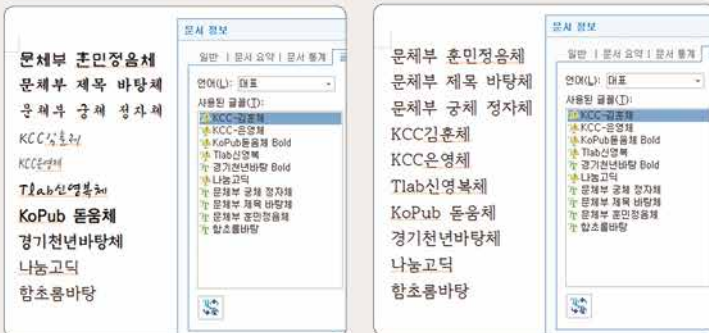 문체부 훈민정음체
문체부 제목 바탕체
문체부 궁체 정자체
KCC김훈체
KCC은영체
Tlab신영복체
KoPub 돋움체
경기천년바탕체
나눔고딕
함초롬바탕
문서 정보
일반 | 문서 요약 | 문서 통계
언어(L): 대표
사용된 글꼴(T):
KCC-김훈체
KCC-은영체
KoPub돋움체 Bold
Tlab신영복
경기천년바탕 Bold
나눔고딕
문체부 궁체 정자체
문체부 제목 바탕체
문체부 훈민정음체
함초롬바탕
문체부 훈민정음체
문체부 제목 바탕체
문체부 궁체 정자체
KCC김훈체
KCC은영체
Tlab신영복체
KoPub 돋움체
경기천년바탕체
나눔고딕
함초롬바탕
문서 정보
일반 | 문서 요약 | 문서 통계
언어(L): 대표
사용된 글꼴(T):
KCC-김훈체
KCC-은영체
KoPub돋움체 Bold
Tlab신영복
경기천년바탕 Bold
나눔고딕
문체부 궁체 정자체
문체부 제목 바탕체
문체부 훈민정음체
함초롬바탕